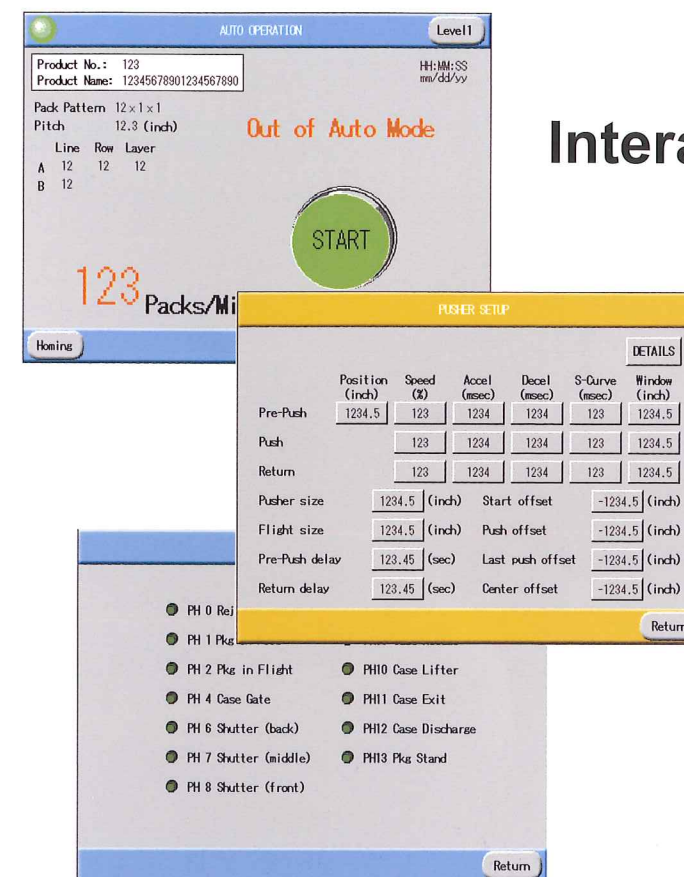 AUTO OPERATION
Level1
Product No.: 123
Product Name: 12345678901234567890
HH:MM:SS
mm/dd/yy
Pack Pattern 12×1×1
Pitch 12.3 (inch)
Out of Auto Mode
Line Row Layer
A 12 12 12
B 12
START
123 Packs/Mi
Homing
Intera
PUSHER SETUP
DETAILS
Position Speed Accel Decel S-Curve Window
(inch) (%) (msec) (msec) (msec) (inch)
Pre-Push 1234.5 123 1234 1234 123 1234.5
Push 123 1234 1234 123 1234.5
Return 123 1234 1234 123 1234.5
Pusher size 1234.5 (inch) Start offset -1234.5 (inch)
Flight size 1234.5 (inch) Push offset -1234.5 (inch)
Pre-Push delay 123.45 (sec) Last push offset -1234.5 (inch)
Return delay 123.45 (sec) Center offset -1234.5 (inch)
Return
PH 0 Rej
PH 1 Pkg
PH 2 Pkg in Flight PH10 Case Lifter
PH 4 Case Gate PH11 Case Exit
PH 6 Shutter (back) PH12 Case Discharge
PH 7 Shutter (middle) PH13 Pkg Stand
PH 8 Shutter (front)
Return